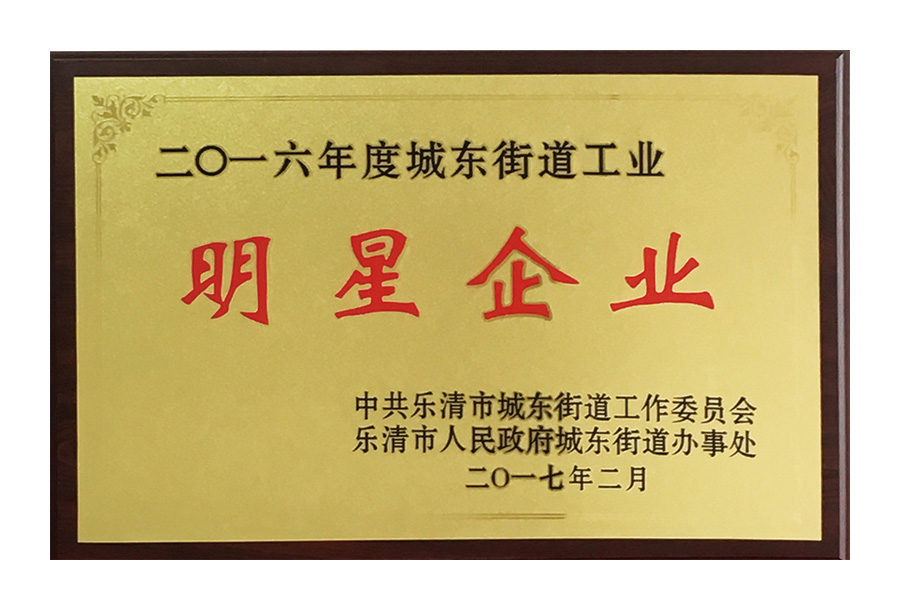 二〇一六年度城东街道工业
明星企业
中共乐清市城东街道工作委员会
乐清市人民政府城东街道办事处
二〇一七年二月